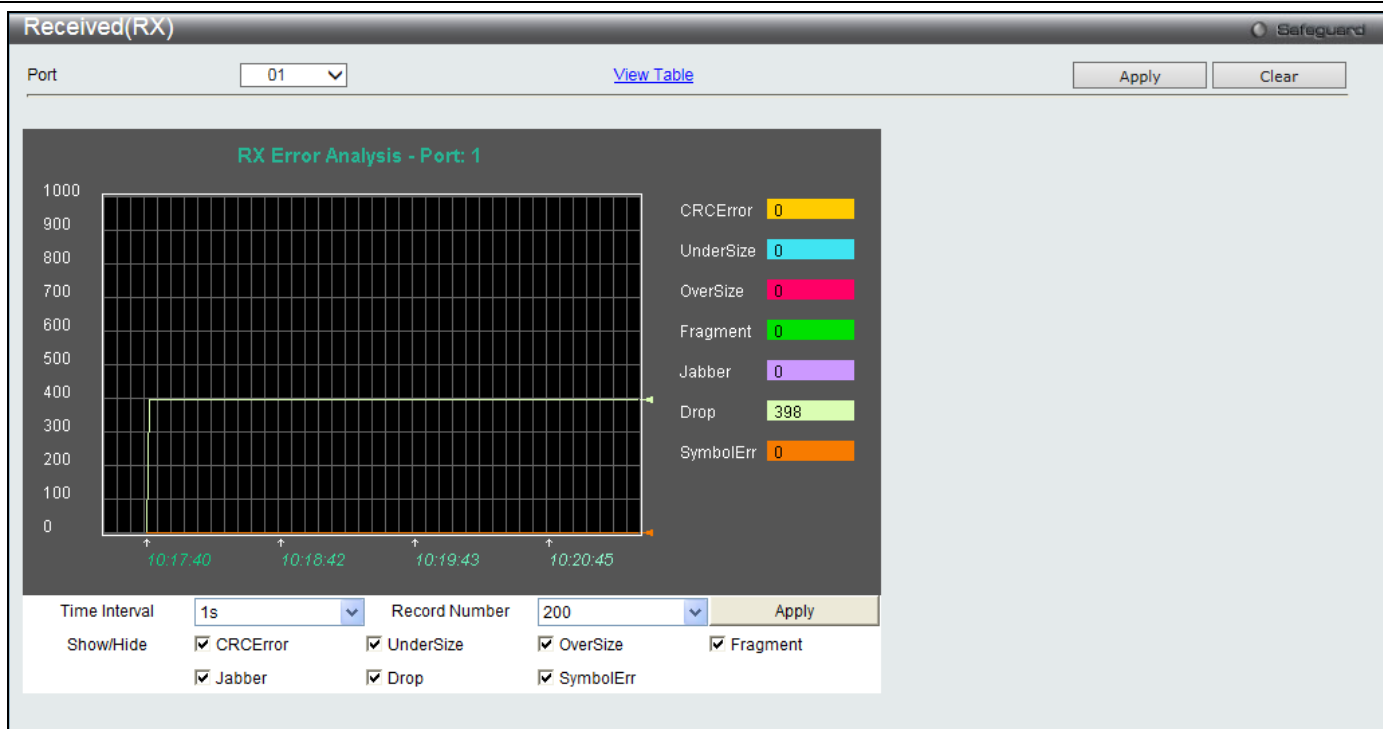 Received(RX)
Safeguard
Port 01 View Table Apply Clear
RX Error Analysis - Port: 1
1000
900
800
700
600
500
400
300
200
100
0
10:17:40 10:18:42 10:19:43 10:20:45
CRCError 0
UnderSize 0
OverSize 0
Fragment 0
Jabber 0
Drop 398
SymbolErr 0
Time Interval 1s Record Number 200 Apply
Show/Hide CRCError UnderSize OverSize Fragment
Jabber Drop SymbolErr